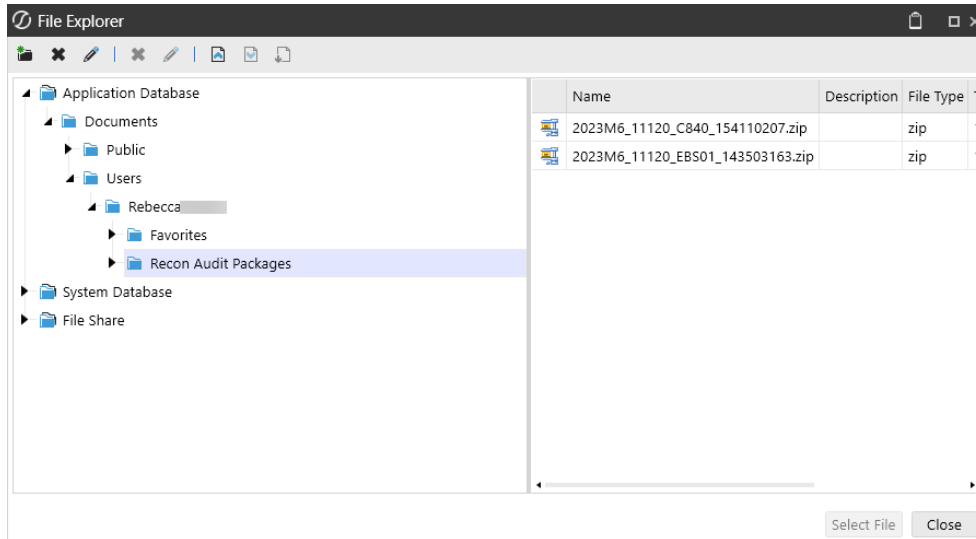 File Explorer
Application Database
Documents
Public
Users
Rebecca
Favorites
Recon Audit Packages
System Database
File Share
Name Description File Type
2023M6_11120_C840_154110207.zip zip
2023M6_11120_EBS01_143503163.zip zip
Select File Close